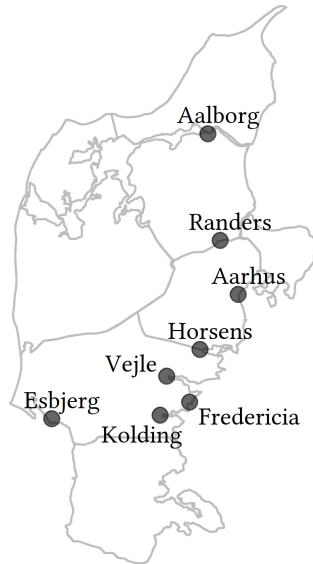 Aalborg
Randers
Aarhus
Horsens
Vejle
Esbjerg
Fredericia
Kolding